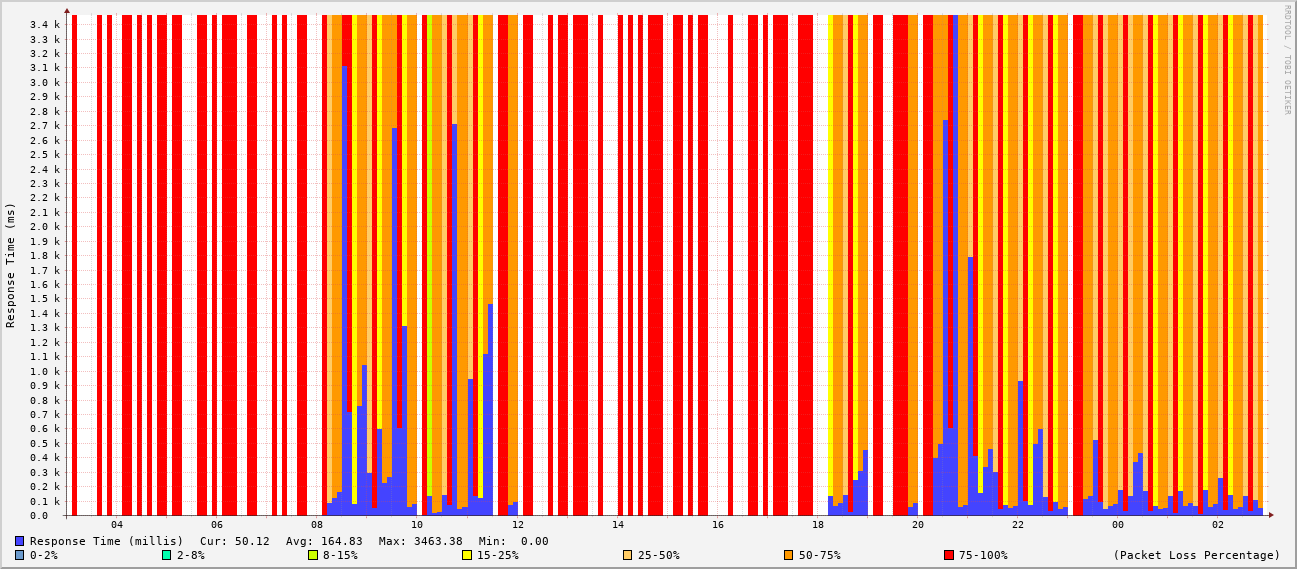 RRDTOOL / TOBI OETIKER
Response Time (ms)
3.4 k
3.3 k
3.2 k
3.1 k
3.0 k
2.9 k
2.8 k
2.7 k
2.6 k
2.5 k
2.4 k
2.3 k
2.2 k
2.1 k
2.0 k
1.9 k
1.8 k
1.7 k
1.6 k
1.5 k
1.4 k
1.3 k
1.2 k
1.1 k
1.0 k
0.9 k
0.8 k
0.7 k
0.6 k
0.5 k
0.4 k
0.3 k
0.2 k
0.1 k
0.0
04 06 08 10 12 14 16 18 20 22 00 02
Response Time (millis) Cur: 50.12 Avg: 164.83 Max: 3463.38 Min: 0.00
0-2% 2-8% 8-15% 15-25% 25-50% 50-75% 75-100% (Packet Loss Percentage)